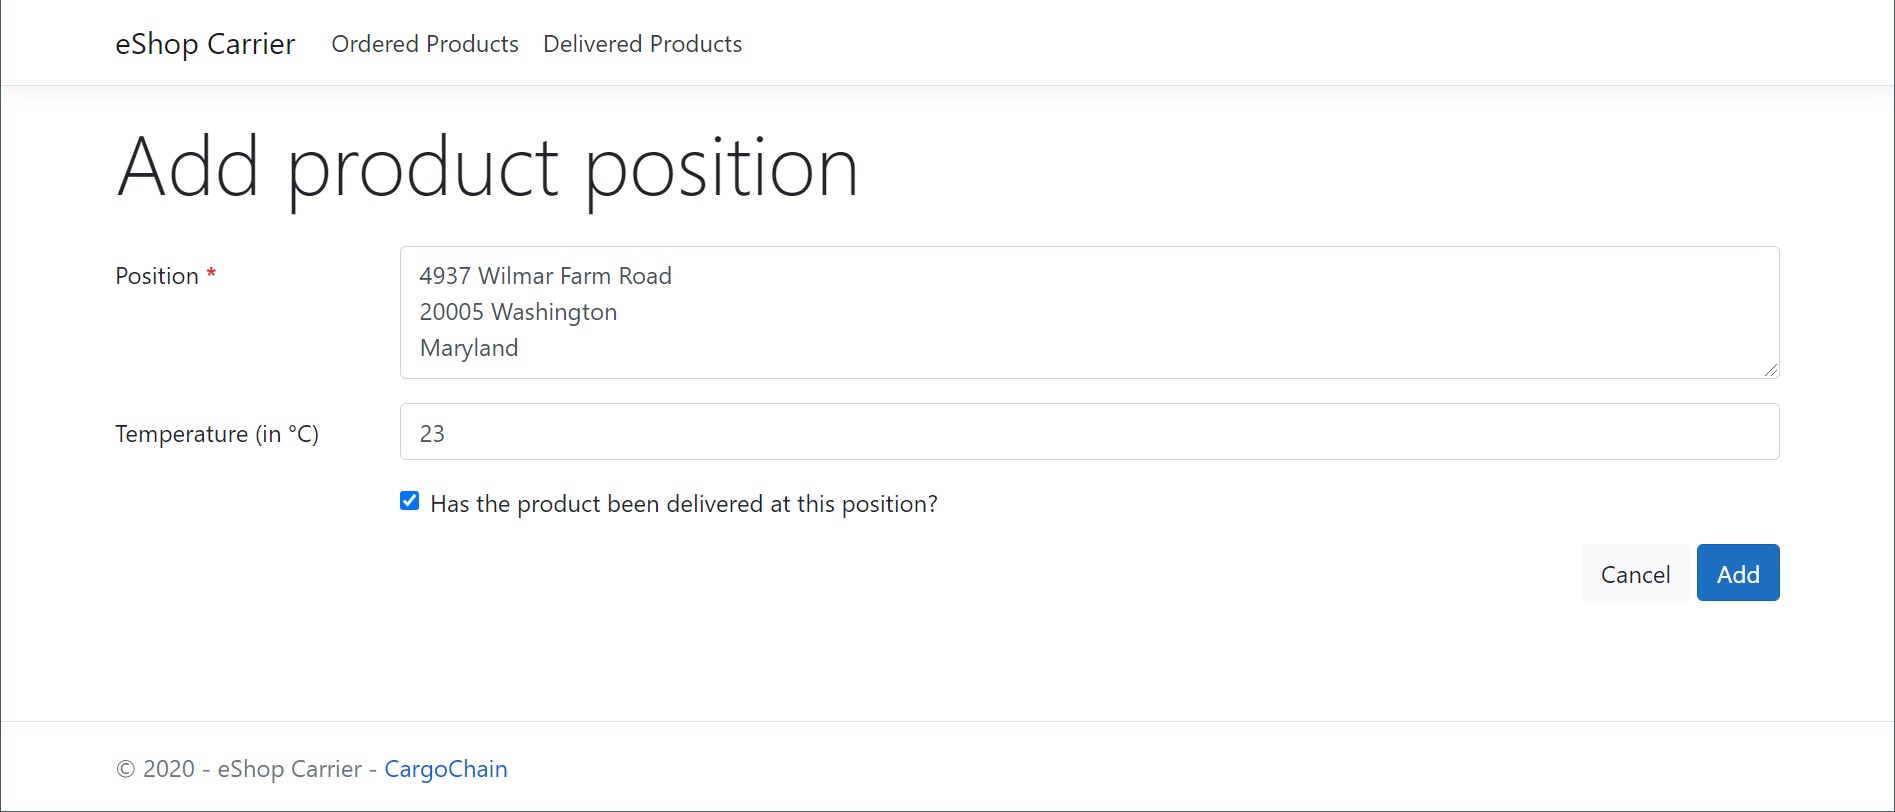 eShop Carrier Ordered Products Delivered Products
Add product position
Position *
4937 Wilmar Farm Road
20005 Washington
Maryland
Temperature (in °C)
23
Has the product been delivered at this position?
Cancel Add
© 2020 - eShop Carrier - CargoChain